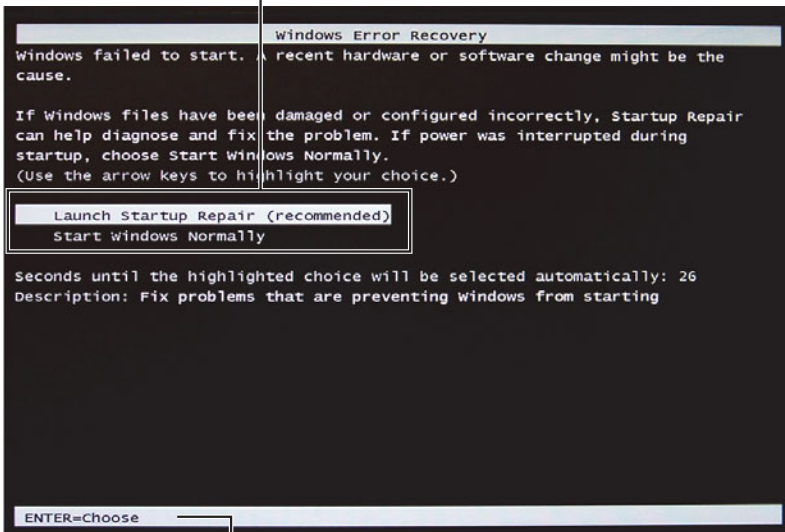 Windows Error Recovery
Windows failed to start. A recent hardware or software change might be the
cause.
If Windows files have been damaged or configured incorrectly, Startup Repair
can help diagnose and fix the problem. If power was interrupted during
startup, choose Start Windows Normally.
(Use the arrow keys to highlight your choice.)
Launch Startup Repair (recommended)
Start Windows Normally
Seconds until the highlighted choice will be selected automatically: 26
Description: Fix problems that are preventing Windows from starting
ENTER=Choose